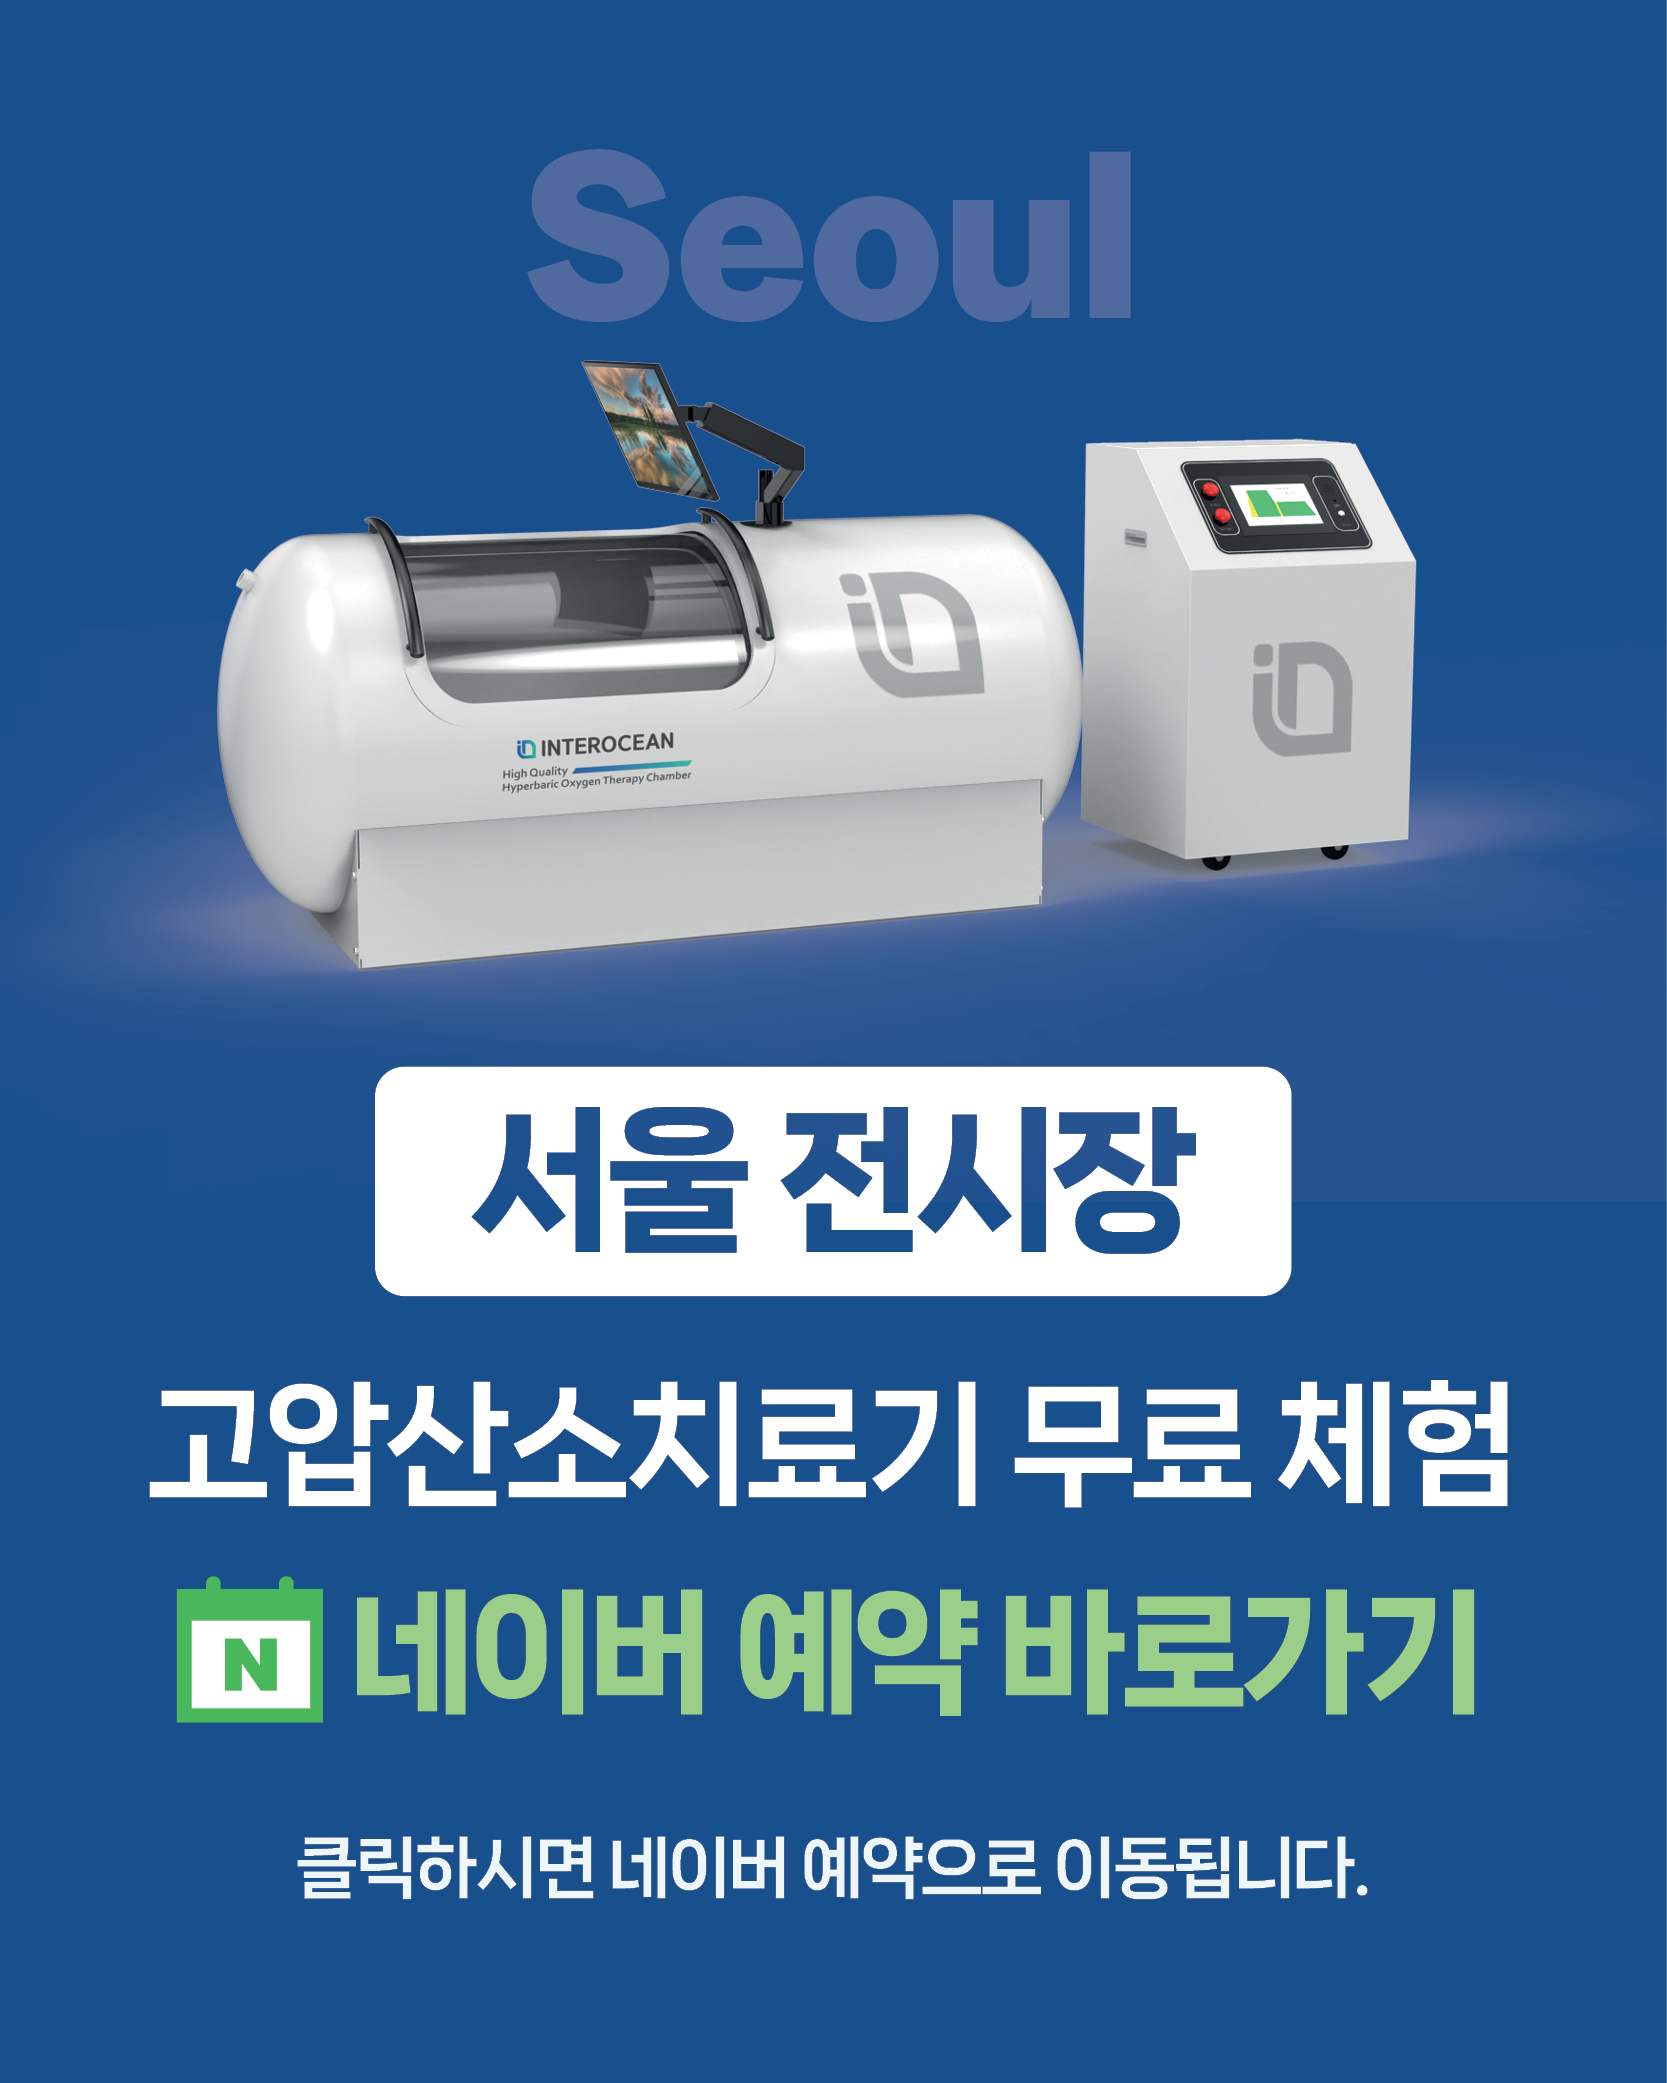 Seoul
INTEROCEAN
High Quality
Hyperbaric Oxygen Therapy Chamber
서울 전시장
고압산소치료기 무료 체험
N 네이버 예약 바로가기
클릭하시면 네이버 예약으로 이동됩니다.